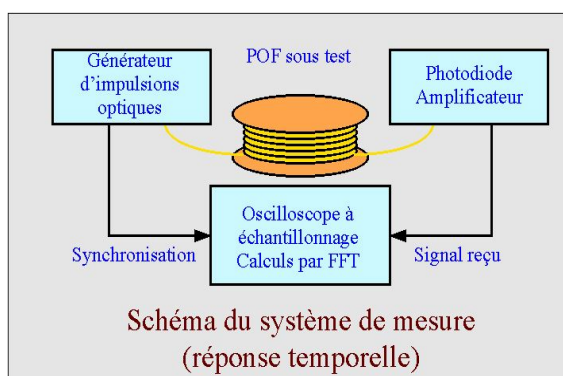 Générateur
d'impulsions
optiques
POF sous test
Photodiode
Amplificateur
Oscilloscope à
échantillonnage
Calculs par FFT
Synchronisation
Signal reçu
Schéma du système de mesure
(réponse temporelle)